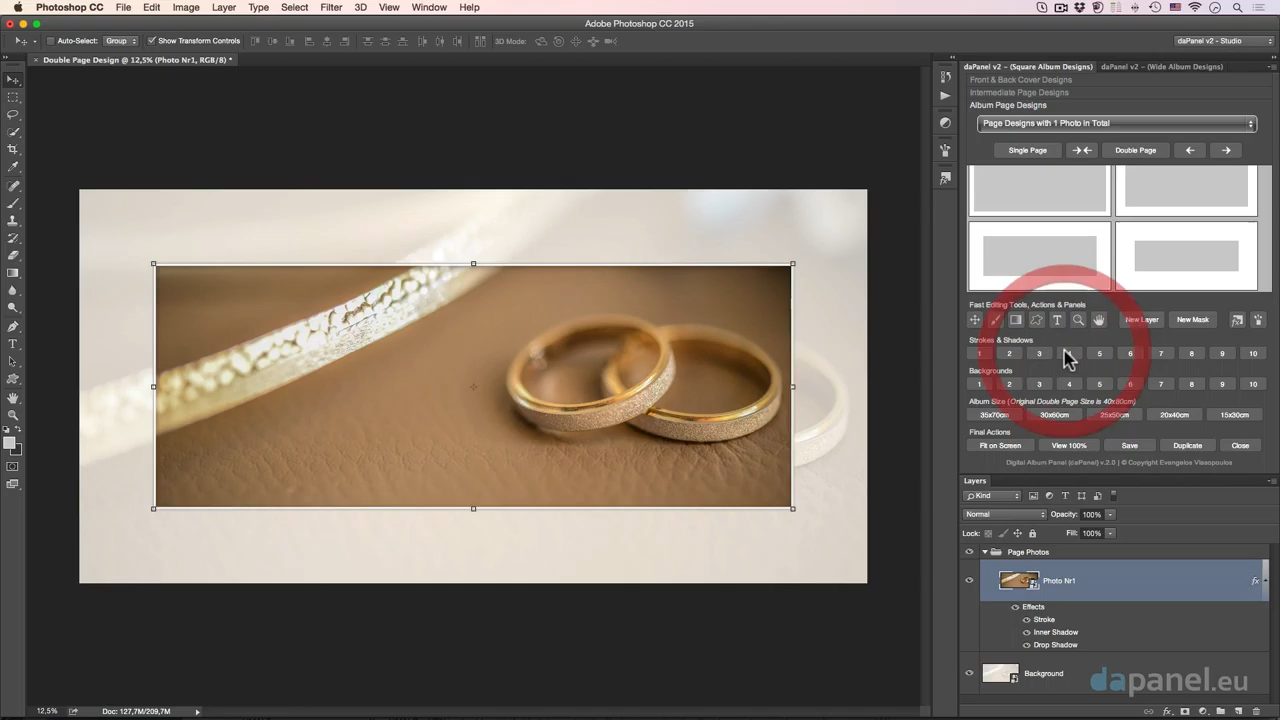 Photoshop CC File Edit Image Layer Type Select Filter 3D View Window Help
Adobe Photoshop CC 2015
Auto-Select: Group Show Transform Controls 3D Mode: daPanel v2 - Studio
Double Page Design @ 12,5% (Photo Nr1, RGB/8) *
daPanel v2 - (Square Album Designs) daPanel v2 - (Wide Album Designs)
Front & Back Cover Designs
Intermediate Page Designs
Album Page Designs
Page Designs with 1 Photo in Total
Single Page Double Page
Fast Editing Tools, Actions & Panels
New Layer New Mask
Strokes & Shadows
1 2 3 5 6 7 8 9 10
Backgrounds
1 2 3 4 5 6 7 8 9 10
Album Size (Original Double Page Size is 40x80cm)
35x70cm 30x60cm 25x50cm 20x40cm 15x30cm
Final Actions
Fit on Screen View 100% Save Duplicate Close
Digital Album Panel (daPanel) v.2.0 | © Copyright Evangelos Vlasopoulos
Layers
Kind
Normal Opacity: 100%
Lock: Fill: 100%
Page Photos
Photo Nr1 fx
Effects
Stroke
Inner Shadow
Drop Shadow
Background
dapanel.eu
12,5% Doc: 127,7M/209,7M